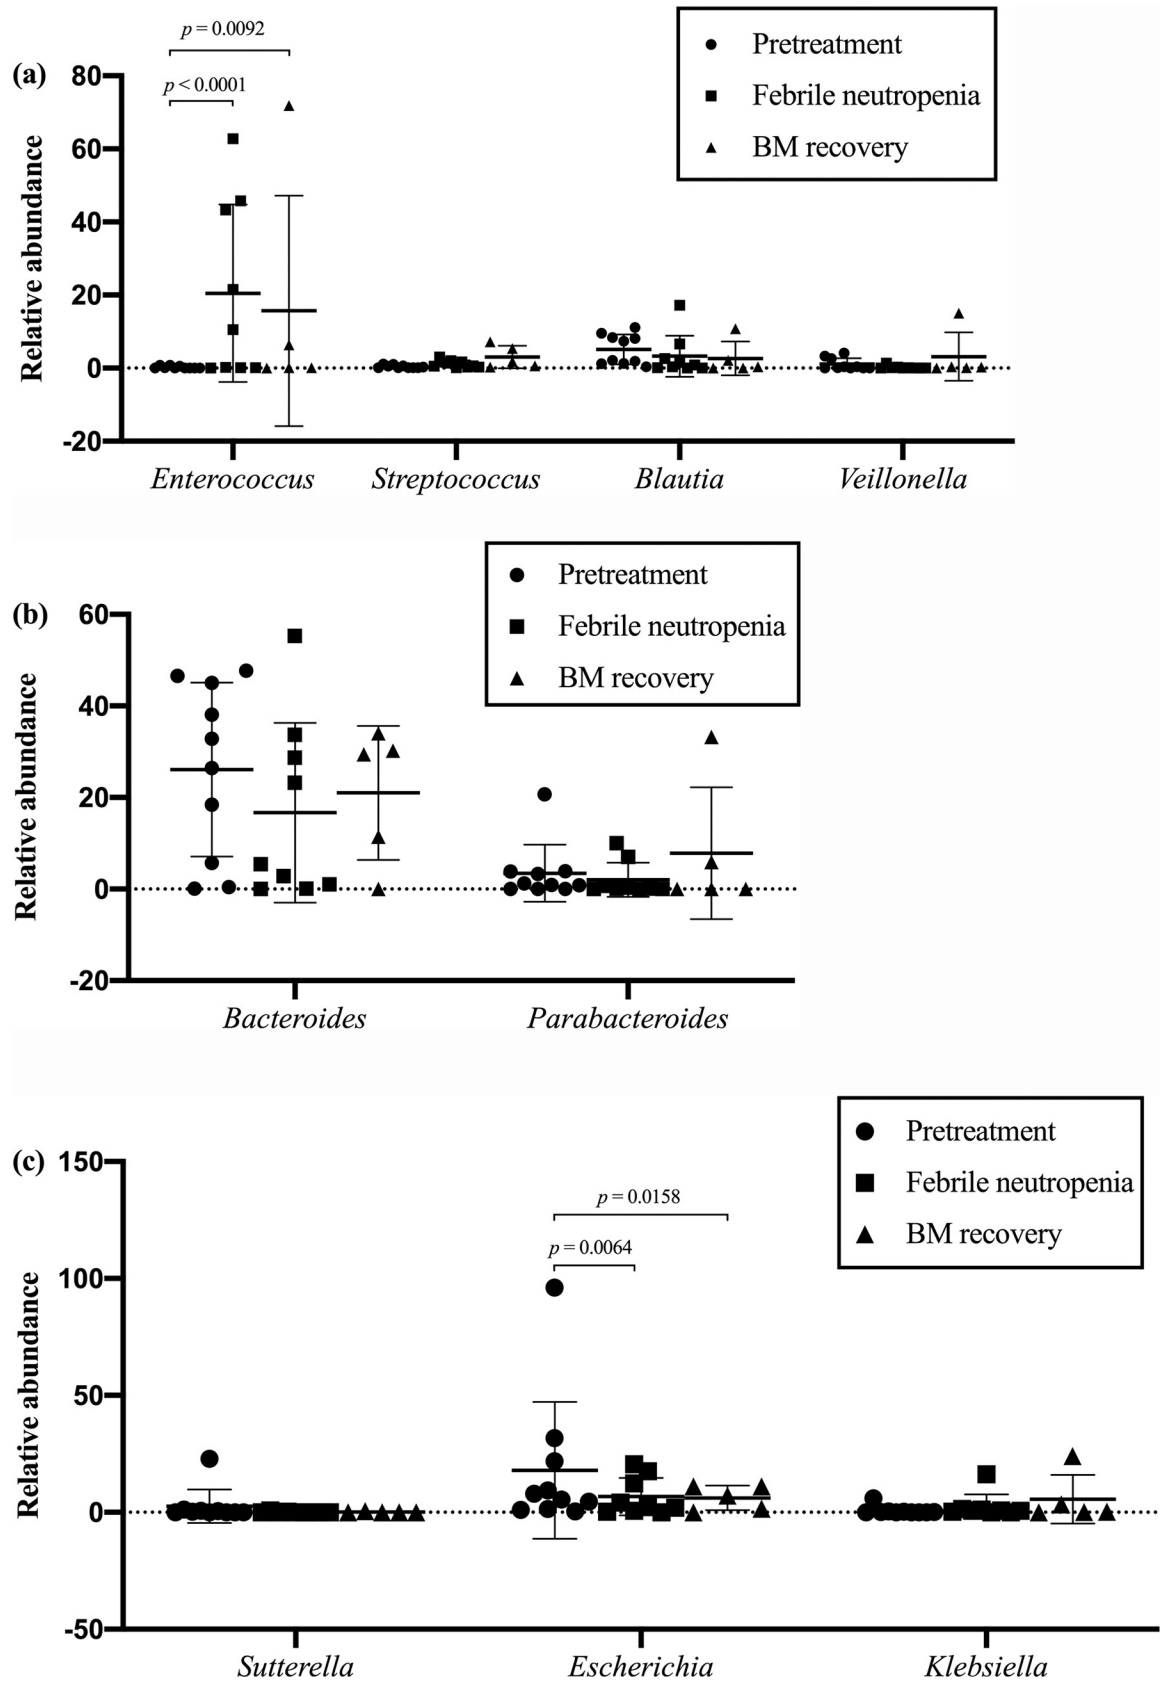 (a)
p = 0.0092
p < 0.0001
Pretreatment
Febrile neutropenia
BM recovery
Relative abundance
80
60
40
20
0
-20
Enterococcus
Streptococcus
Blautia
Veillonella
(b)
Pretreatment
Febrile neutropenia
BM recovery
Relative abundance
60
40
20
0
-20
Bacteroides
Parabacteroides
(c)
Pretreatment
Febrile neutropenia
BM recovery
p = 0.0158
p = 0.0064
Relative abundance
150
100
50
0
-50
Sutterella
Escherichia
Klebsiella